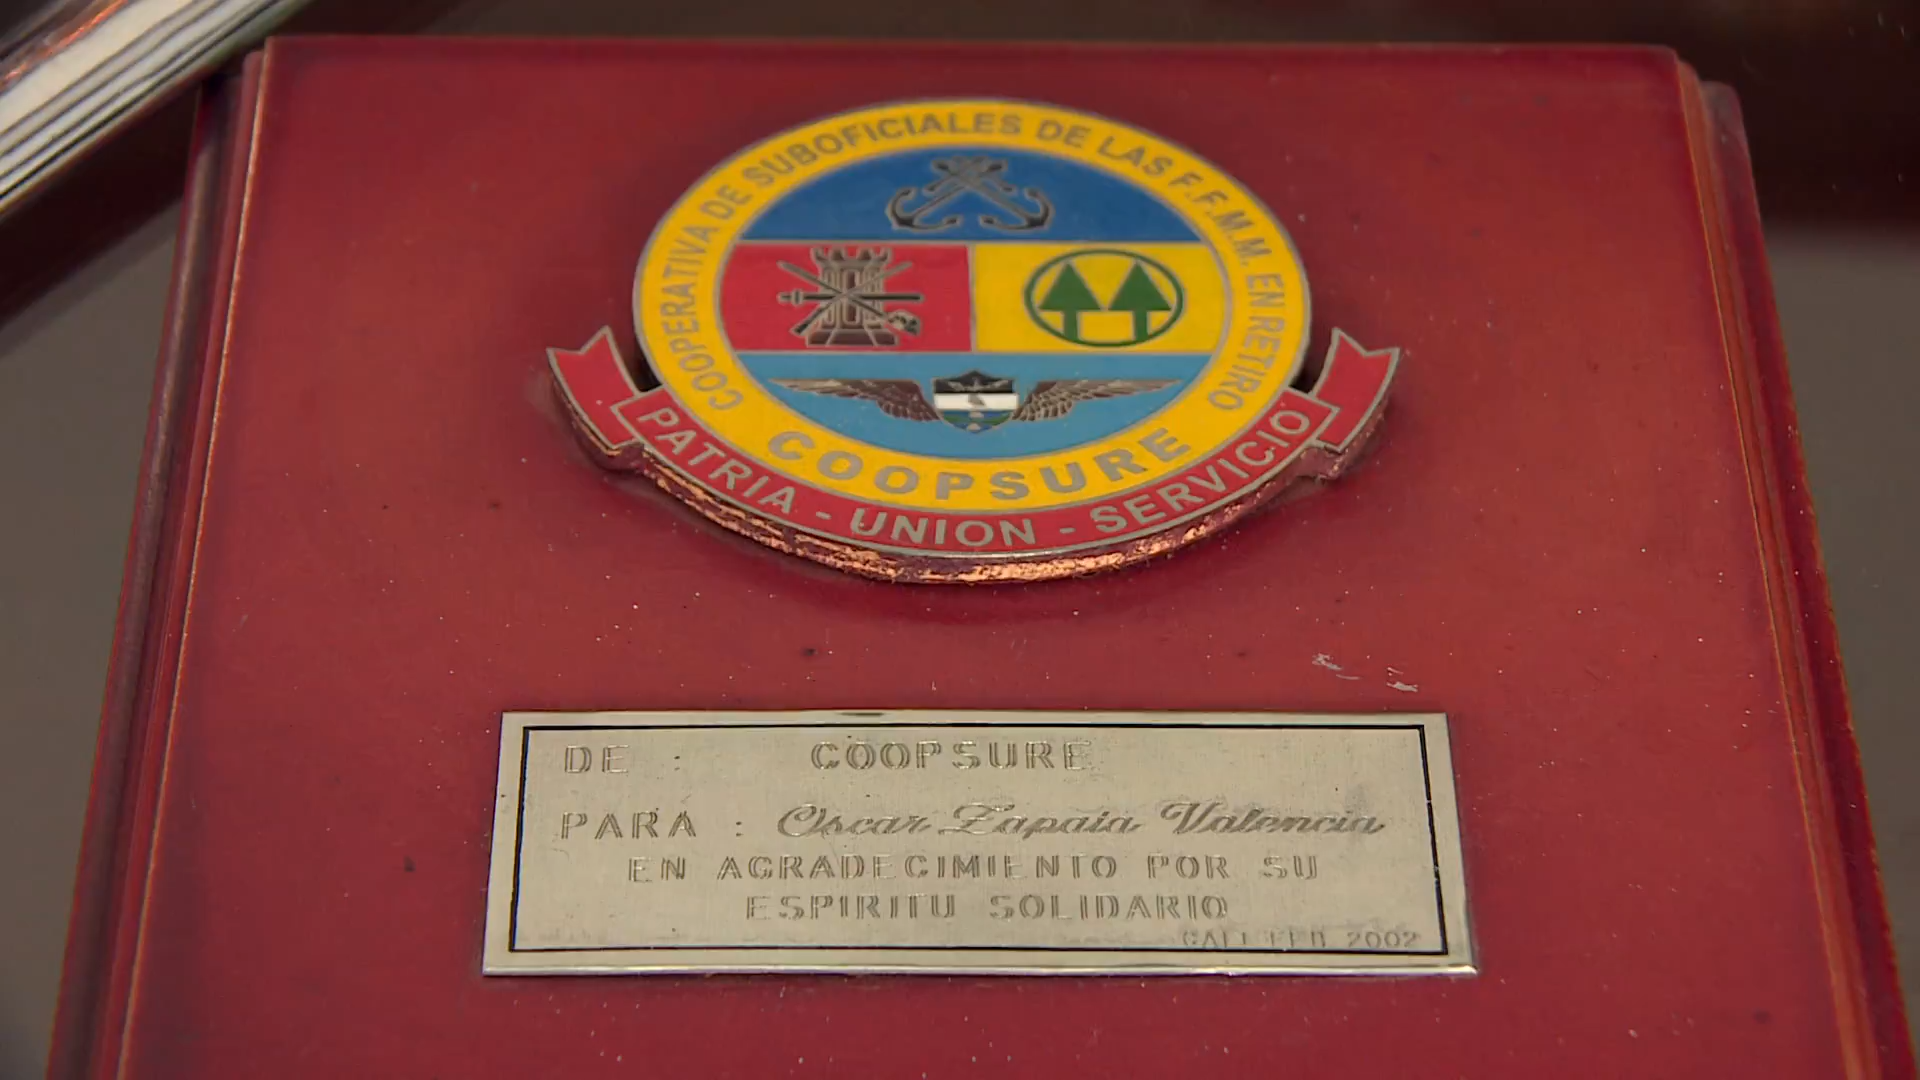 COOPERATIVA DE SUBOFICIALES DE LAS F.F.M.M. EN RETIRO
COOPSURE
PATRIA - UNION - SERVICIO
DE : COOPSURE
PARA : Oscar Zapata Valencia
EN AGRADECIMIENTO POR SU
ESPIRITU SOLIDARIO
CALI FEB 2002